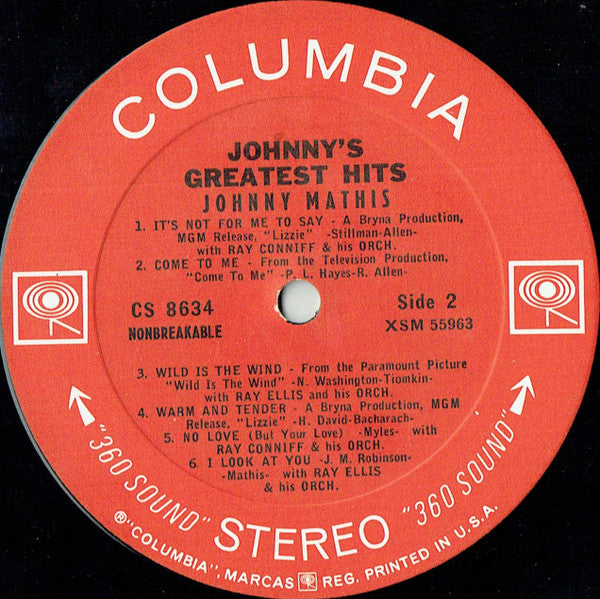 COLUMBIA
JOHNNY'S
GREATEST HITS
JOHNNY MATHIS
1. IT'S NOT FOR ME TO SAY - A Bryna Production,
MGM Release, "Lizzie" -Stillman-Allen-
with RAY CONNIFF & his ORCH.
2. COME TO ME - From the Television Production,
"Come To Me" -P. L. Hayes-R. Allen-
CS 8634
NONBREAKABLE
Side 2
XSM 55963
3. WILD IS THE WIND - From the Paramount Picture
"Wild Is The Wind" -N. Washington-Tiomkin-
with RAY ELLIS and his ORCH.
4. WARM AND TENDER - A Bryna Production, MGM
Release, "Lizzie" -H. David-Bacharach-
5. NO LOVE (But Your Love) -Myles- with
RAY CONNIFF & his ORCH.
6. I LOOK AT YOU -J. M. Robinson-
-Mathis- with RAY ELLIS
& his ORCH.
"360 SOUND" STEREO "360 SOUND"
®"COLUMBIA", MARCAS REG. PRINTED IN U.S.A.